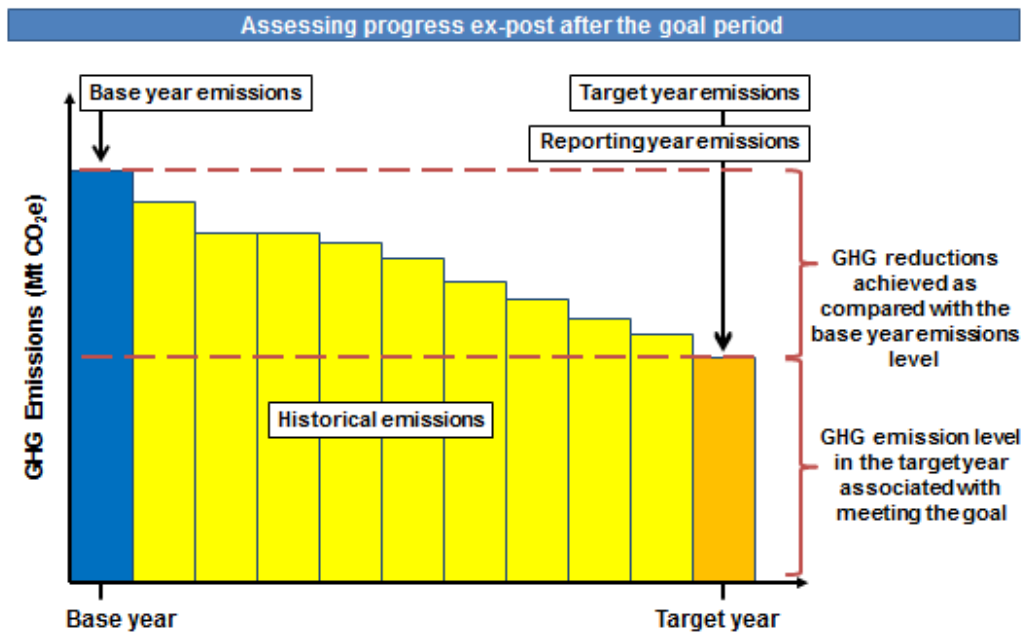 Assessing progress ex-post after the goal period
Base year emissions
Target year emissions
Reporting year emissions
GHG Emissions (Mt CO₂e)
GHG reductions
achieved as
compared with the
base year emissions
level
Historical emissions
GHG emission level
in the target year
associated with
meeting the goal
Base year
Target year